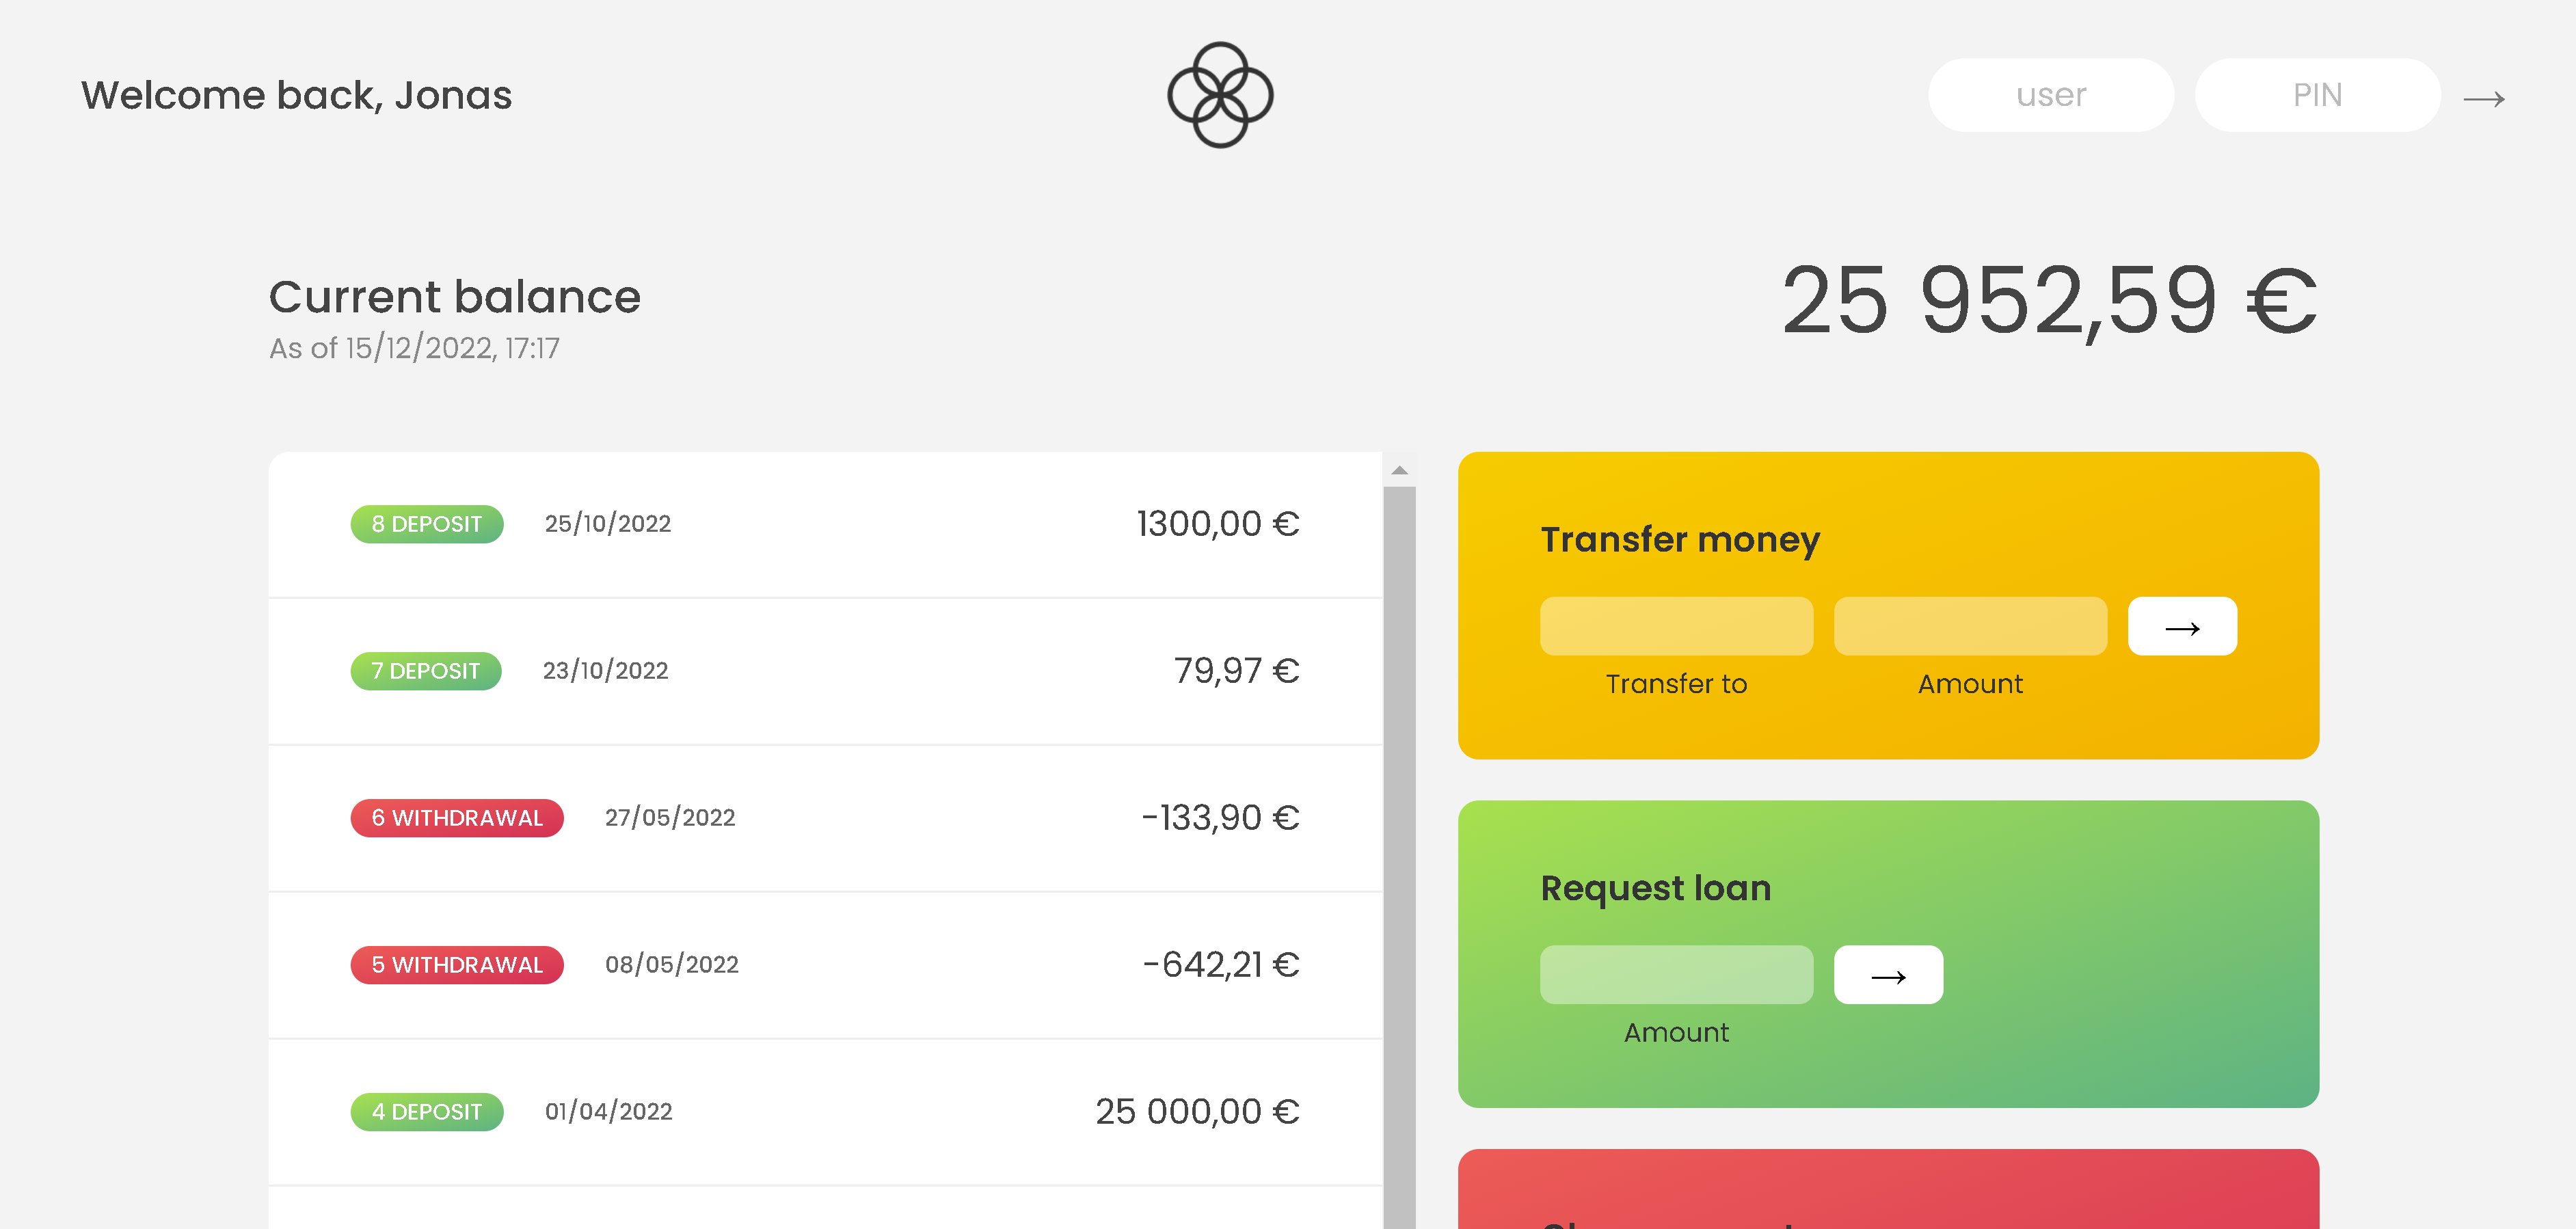 Welcome back, Jonas
user
PIN
→
Current balance
As of 15/12/2022, 17:17
25 952,59 €
8 DEPOSIT 25/10/2022 1300,00 €
7 DEPOSIT 23/10/2022 79,97 €
6 WITHDRAWAL 27/05/2022 -133,90 €
5 WITHDRAWAL 08/05/2022 -642,21 €
4 DEPOSIT 01/04/2022 25 000,00 €
Transfer money
→
Transfer to Amount
Request loan
→
Amount